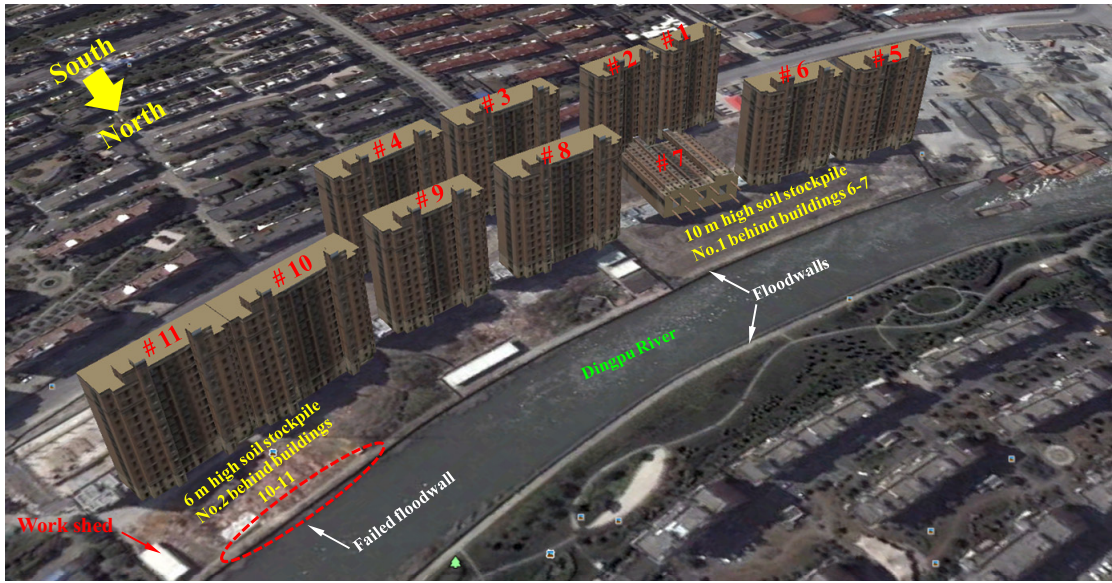 South
North
# 1
# 2
# 3
# 4
# 5
# 6
# 7
# 8
# 9
# 10
# 11
10 m high soil stockpile
No.1 behind buildings 6-7
Floodwalls
Dingpu River
6 m high soil stockpile
No.2 behind buildings
10-11
Failed floodwall
Work shed